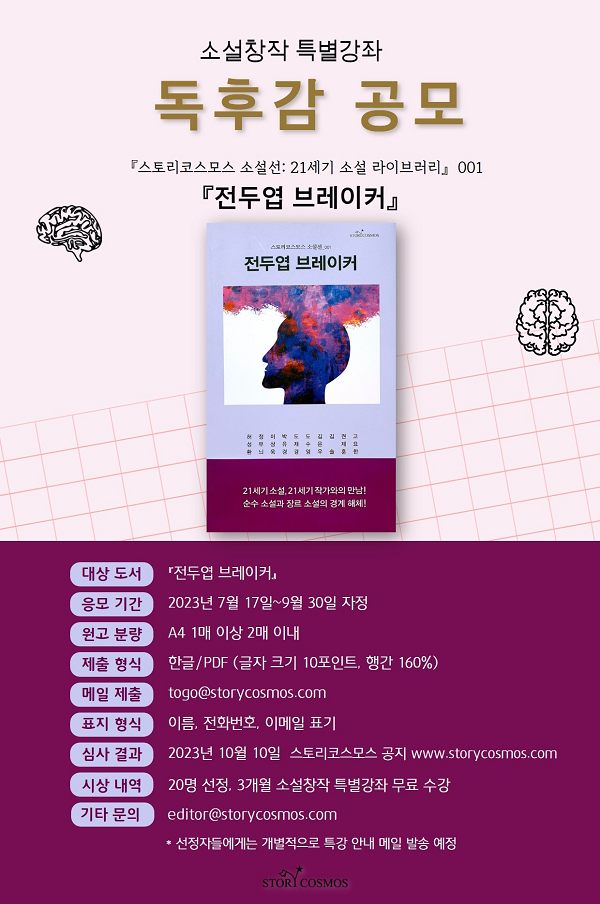 소설창작 특별강좌
독후감 공모
『스토리코스모스 소설선: 21세기 소설 라이브러리』 001
『전두엽 브레이커』
STORYCOSMOS
스토리코스모스 소설선_001
전두엽 브레이커
21세기 소설, 21세기 작가와의 만남!
순수 소설과 장르 소설의 경계 해체!
대상 도서 『전두엽 브레이커』
응모 기간 2023년 7월 17일~9월 30일 자정
원고 분량 A4 1매 이상 2매 이내
제출 형식 한글/PDF (글자 크기 10포인트, 행간 160%)
메일 제출 togo@storycosmos.com
표지 형식 이름, 전화번호, 이메일 표기
심사 결과 2023년 10월 10일 스토리코스모스 공지 www.storycosmos.com
시상 내역 20명 선정, 3개월 소설창작 특별강좌 무료 수강
기타 문의 editor@storycosmos.com
* 선정자들에게는 개별적으로 특강 안내 메일 발송 예정
STORYCOSMOS